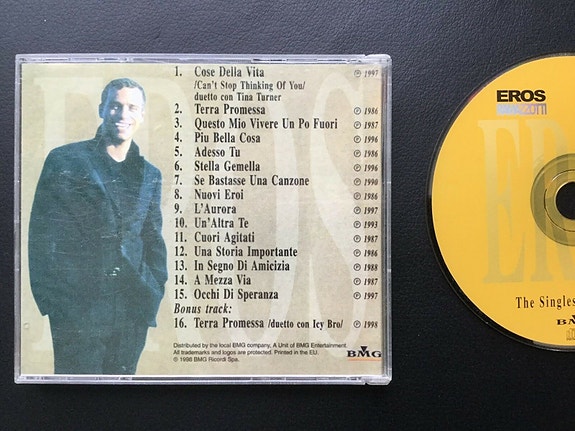 1. Cose Della Vita ℗ 1997
/Can't Stop Thinking Of You/
duetto con Tina Turner
2. Terra Promessa ℗ 1986
3. Questo Mio Vivere Un Po Fuori ℗ 1987
4. Piu Bella Cosa ℗ 1996
5. Adesso Tu ℗ 1986
6. Stella Gemella ℗ 1996
7. Se Bastasse Una Canzone ℗ 1990
8. Nuovi Eroi ℗ 1986
9. L'Aurora ℗ 1997
10. Un'Altra Te ℗ 1993
11. Cuori Agitati ℗ 1987
12. Una Storia Importante ℗ 1986
13. In Segno Di Amicizia ℗ 1988
14. A Mezza Via ℗ 1987
15. Occhi Di Speranza ℗ 1997
Bonus track:
16. Terra Promessa /duetto con Icy Bro/ ℗ 1998
Distributed by the local BMG company, A Unit of BMG Entertainment.
All trademarks and logos are protected. Printed in the EU.
© 1998 BMG Ricordi Spa.
BMG
EROS
The Singles